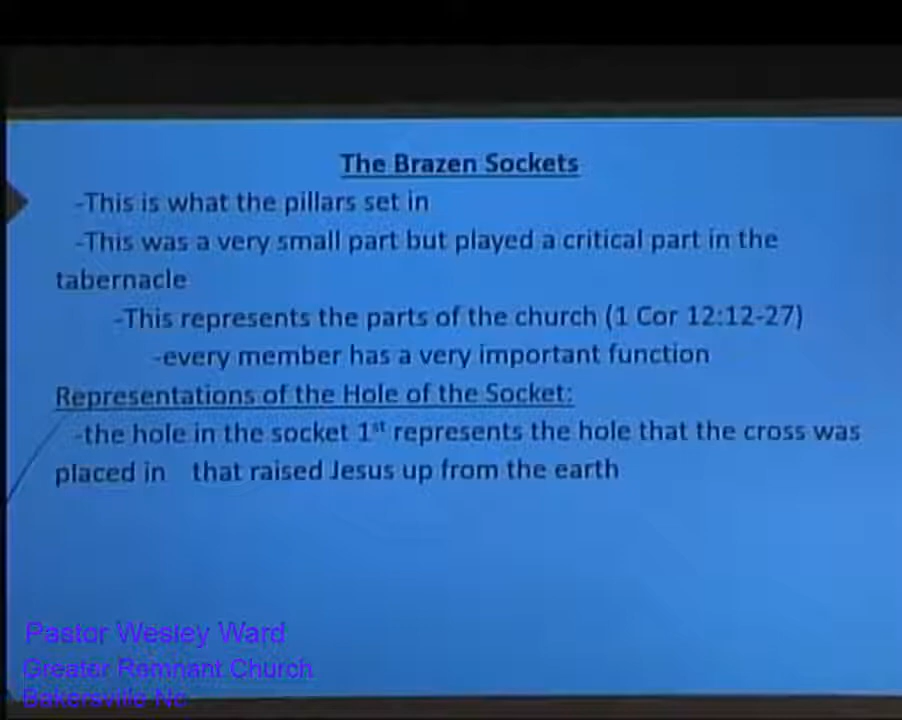 The Brazen Sockets
-This is what the pillars set in
-This was a very small part but played a critical part in the
tabernacle
-This represents the parts of the church (1 Cor 12:12-27)
-every member has a very important function
Representations of the Hole of the Socket:
-the hole in the socket 1st represents the hole that the cross was
placed in that raised Jesus up from the earth
Pastor Wesley Ward
Greater Remnant Church
Bakersville Nc